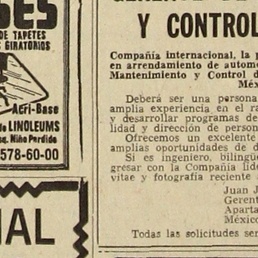 SES
DE TAPETES
S GIRATORIOS
Acri-Base
de LINOLEUMS
sq. Niño Perdido
578-60-00
NAL
Y CONTROL
Compañía internacional, la
en arrendamiento de automo
Mantenimiento y Control d
Méx
Deberá ser una persona
amplia experiencia en el ra
y desarrollar programas de
lidad y dirección de person
Ofrecemos un excelente
amplias oportunidades de d
Si es ingeniero, bilingüe
gresar con la Compañía líde
vitae y fotografía reciente a
Juan J
Gerent
Aparta
México
Todas las solicitudes ser